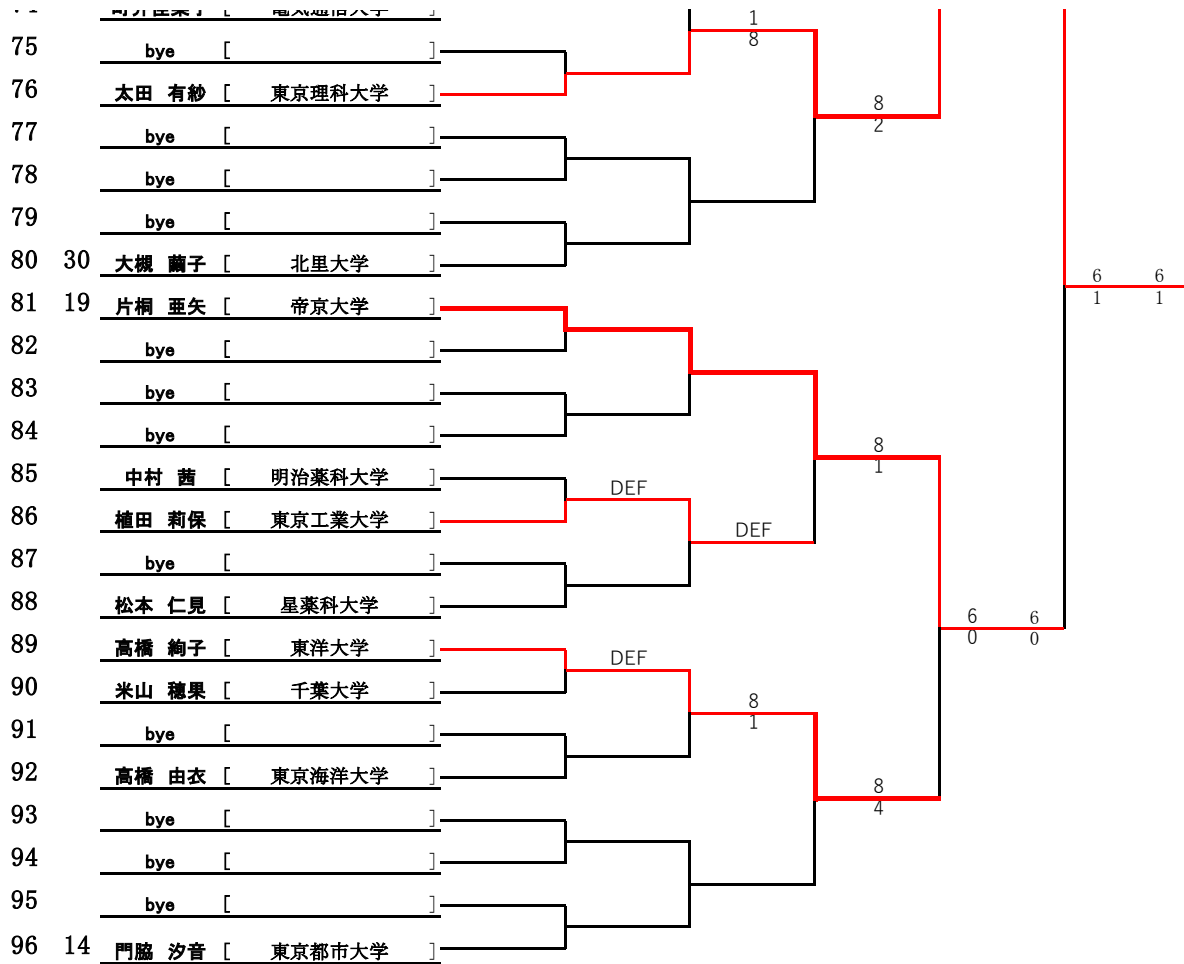 1
8
75 bye [ ]
76 太田 有紗 [ 東京理科大学 ]
8
2
77 bye [ ]
78 bye [ ]
79 bye [ ]
80 30 大槻 繭子 [ 北里大学 ]
6 6
1 1
81 19 片桐 亜矢 [ 帝京大学 ]
82 bye [ ]
83 bye [ ]
84 bye [ ]
8
1
85 中村 茜 [ 明治薬科大学 ]
DEF
86 植田 莉保 [ 東京工業大学 ]
DEF
87 bye [ ]
88 松本 仁見 [ 星薬科大学 ]
6 6
0 0
89 高橋 絢子 [ 東洋大学 ]
DEF
90 米山 穂果 [ 千葉大学 ]
8
1
91 bye [ ]
92 高橋 由衣 [ 東京海洋大学 ]
8
4
93 bye [ ]
94 bye [ ]
95 bye [ ]
96 14 門脇 汐音 [ 東京都市大学 ]